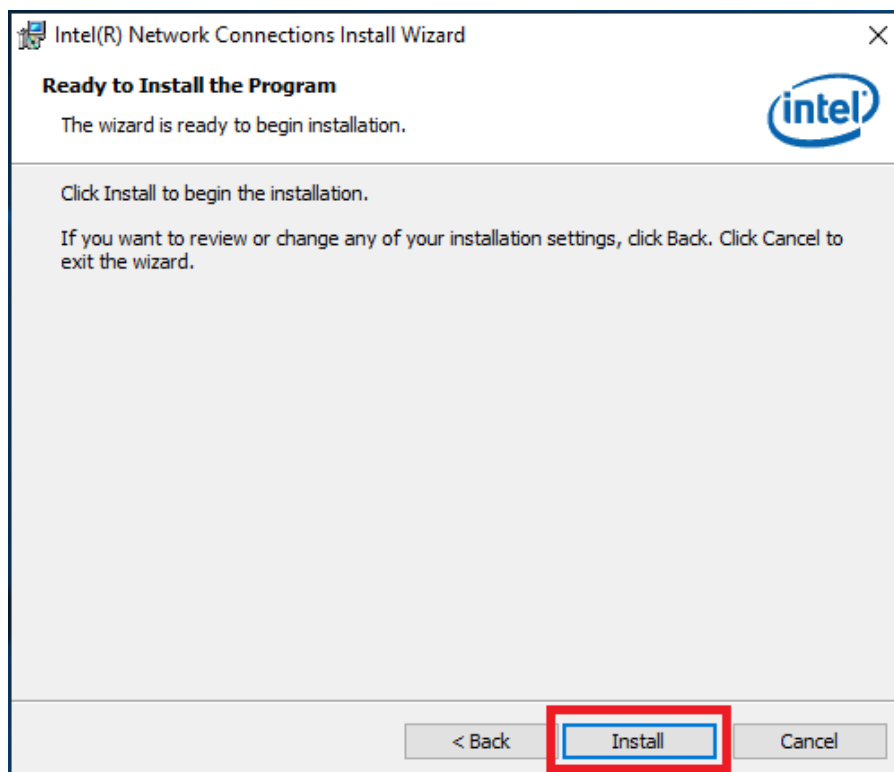 Intel(R) Network Connections Install Wizard
Ready to Install the Program
The wizard is ready to begin installation.
intel
Click Install to begin the installation.
If you want to review or change any of your installation settings, click Back. Click Cancel to
exit the wizard.
< Back
Install
Cancel